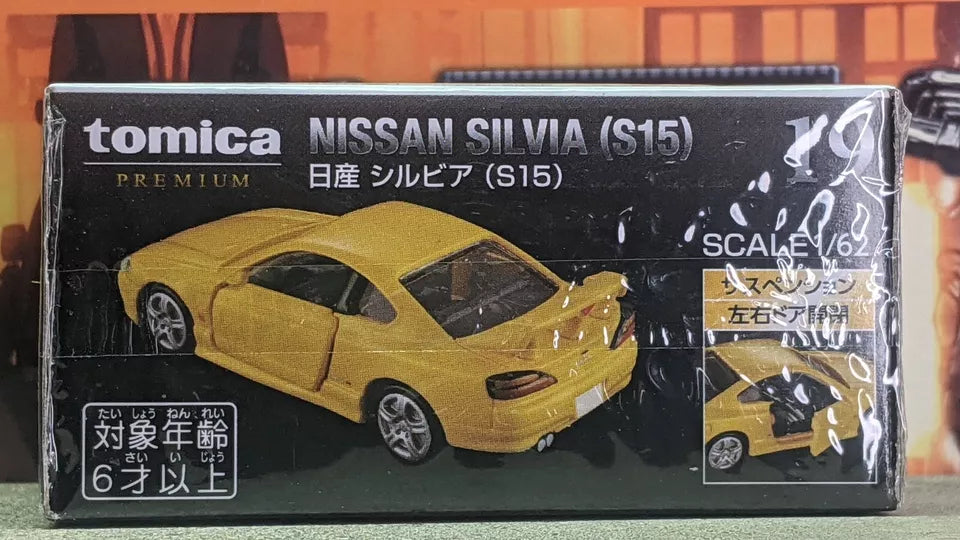 tomica
PREMIUM
NISSAN SILVIA (S15)
日産 シルビア (S15)
19
SCALE 1/62
サスペンション
左右ドア開閉
たい しょう ねん れい
対象年齢
さい い じょう
6才以上